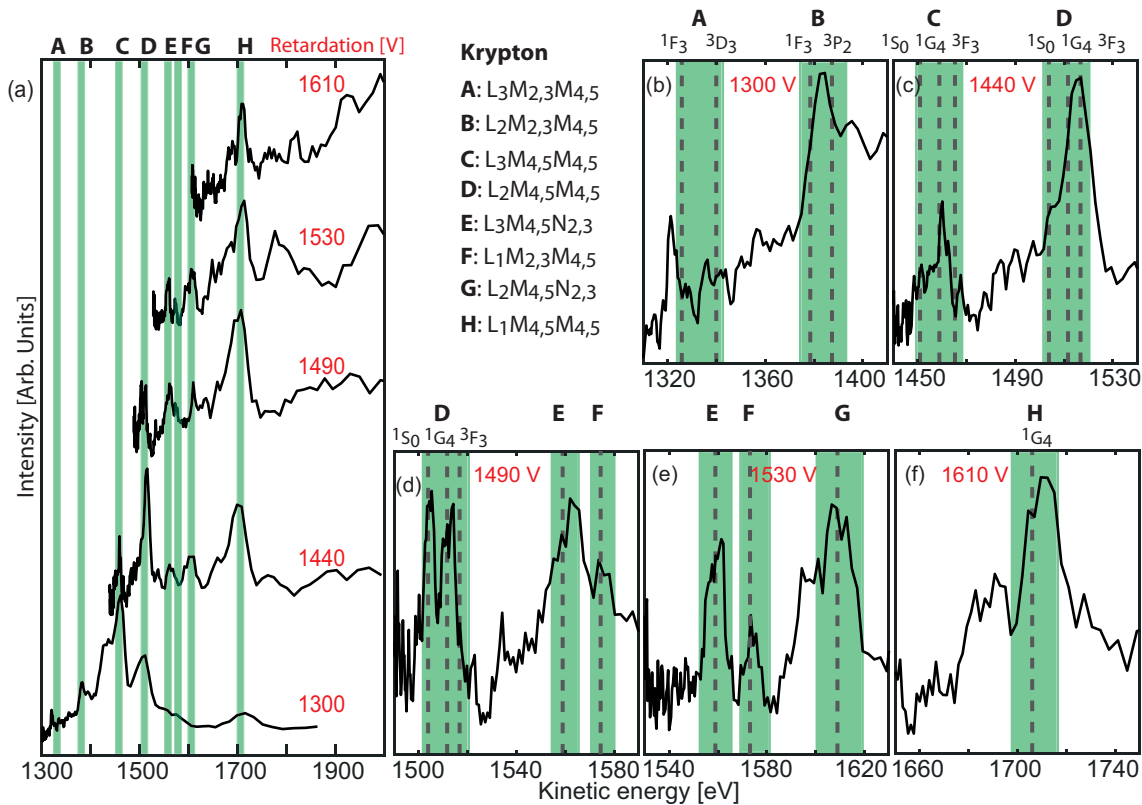 A B C D E F G H Retardation [V]
(a)
1610
1530
1490
1440
1300
Intensity [Arb. Units]
1300 1500 1700 1900
Krypton
A: L3M2,3M4,5
B: L2M2,3M4,5
C: L3M4,5M4,5
D: L2M4,5M4,5
E: L3M4,5N2,3
F: L1M2,3M4,5
G: L2M4,5N2,3
H: L1M4,5M4,5
A B
1F3 3D3 1F3 3P2
(b) 1300 V
1320 1360 1400
C D
1S0 1G4 3F3 1S0 1G4 3F3
(c) 1440 V
1450 1490 1530
D E F
1S0 1G4 3F3
(d) 1490 V
1500 1540 1580
E F G
(e) 1530 V
1540 1580 1620
H
1G4
(f) 1610 V
1660 1700 1740
Kinetic energy [eV]